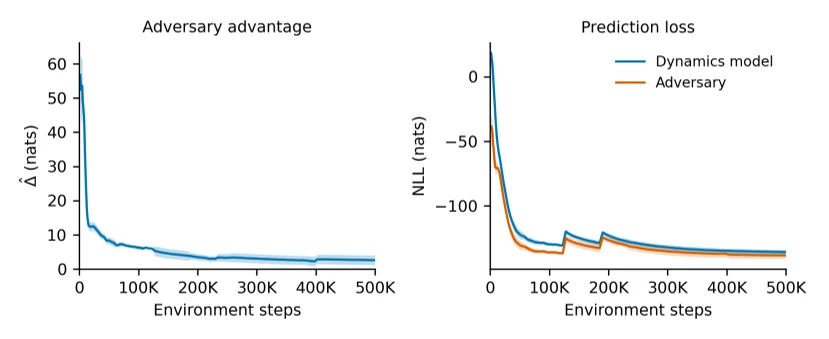 Adversary advantage
Δ̂ (nats)
60
50
40
30
20
10
0
0 100K 200K 300K 400K 500K
Environment steps
Prediction loss
NLL (nats)
0
−50
−100
Dynamics model
Adversary
0 100K 200K 300K 400K 500K
Environment steps